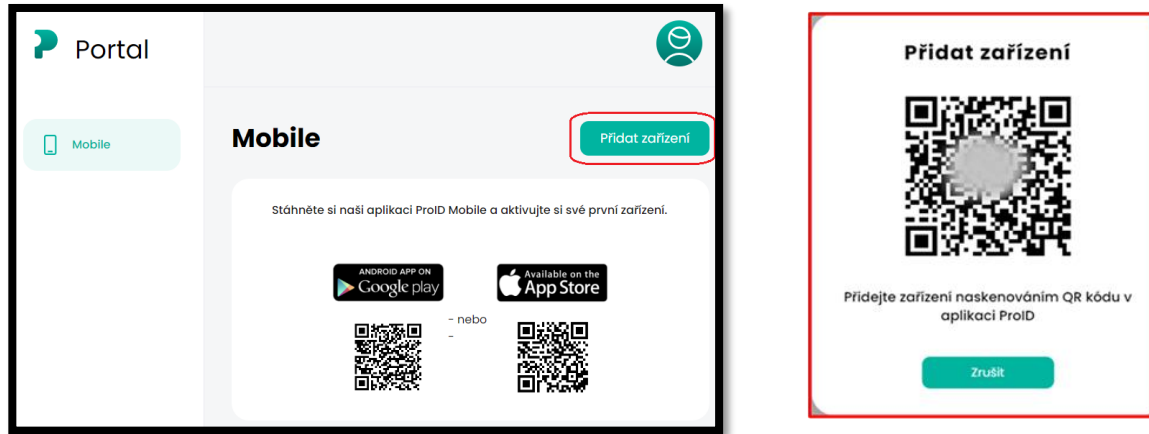 Portal
Mobile
Mobile
Přidat zařízení
Stáhněte si naši aplikaci ProID Mobile a aktivujte si své první zařízení.
ANDROID APP ON
Google play
Available on the
App Store
- nebo
-
Přidat zařízení
Přidejte zařízení naskenováním QR kódu v
aplikaci ProID
Zrušit